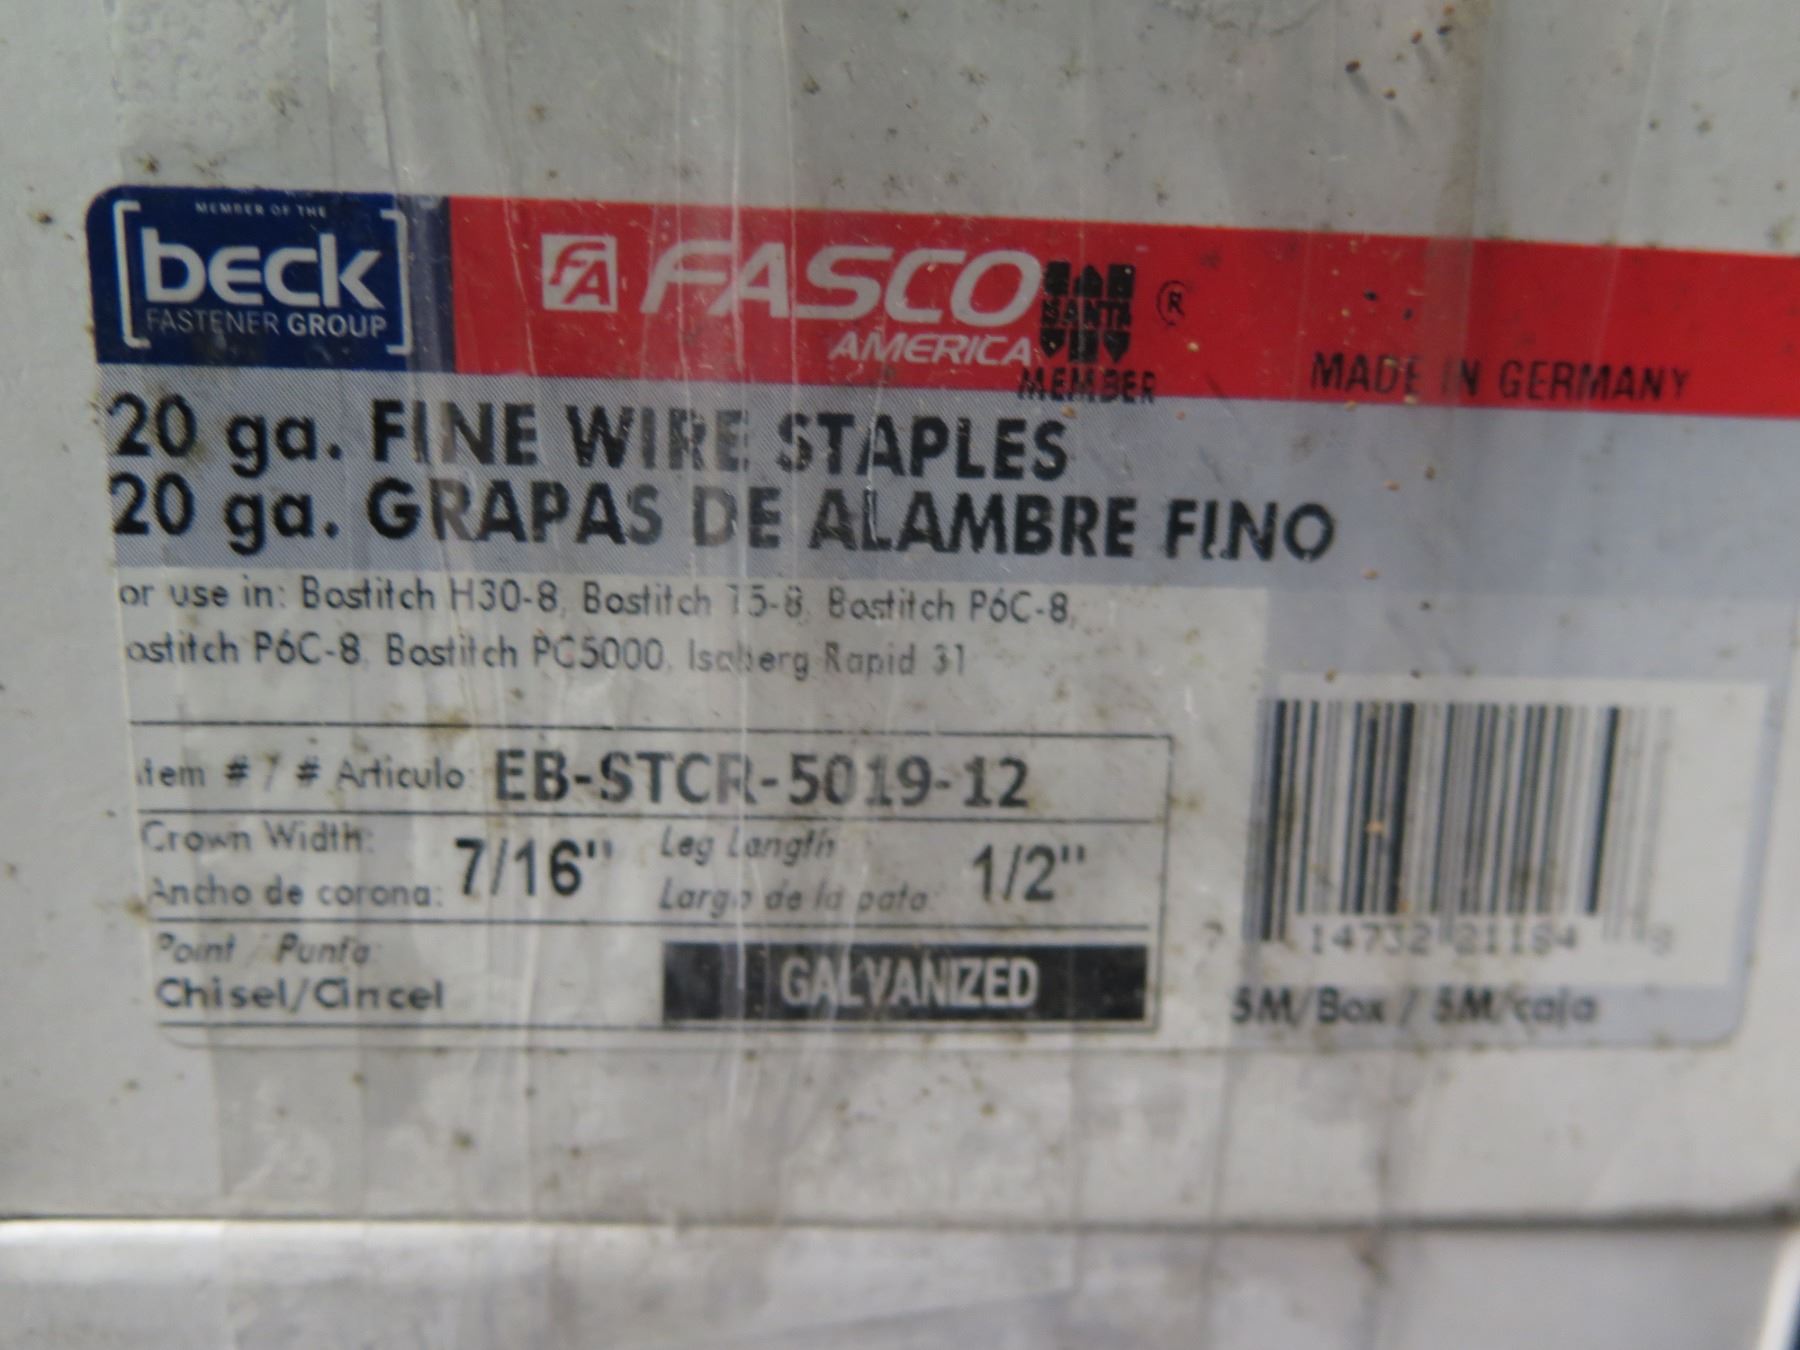 MEMBER OF THE
beck
FASTENER GROUP
FA FASCO
AMERICA
SANTA
MEMBER
®
MADE IN GERMANY
20 ga. FINE WIRE STAPLES
20 ga. GRAPAS DE ALAMBRE FINO
or use in: Bostitch H30-8, Bostitch T5-8, Bostitch P6C-8,
ostitch P6C-8, Bostitch PC5000, Isaberg Rapid 31
tem # / # Articulo: EB-STCR-5019-12
Crown Width: 7/16" Leg Length 1/2"
Ancho de corona: Largo de la pata:
Point / Punta:
Chisel/Cincel
GALVANIZED
7 14732 21184
5M/Box / 5M/caja